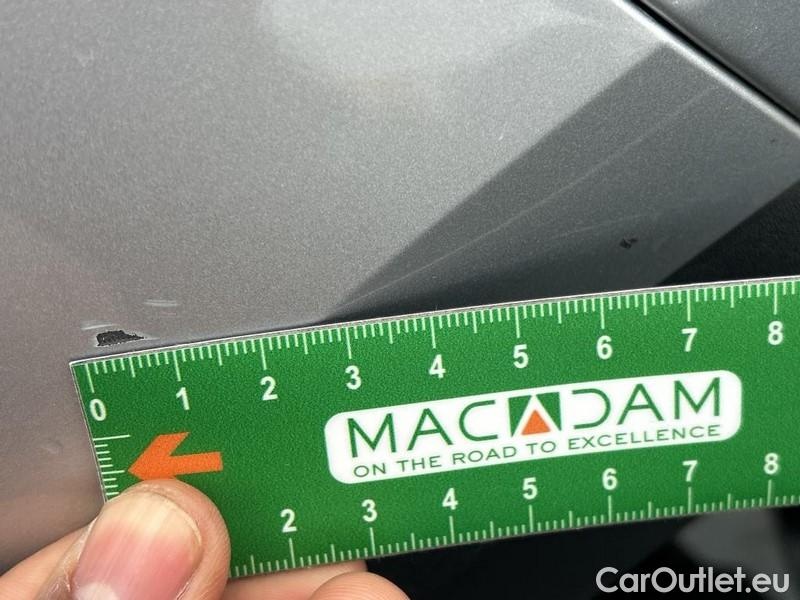 0 1 2 3 4 5 6 7 8
MACADAM
ON THE ROAD TO EXCELLENCE
2 3 4 5 6 7 8
CarOutlet.eu